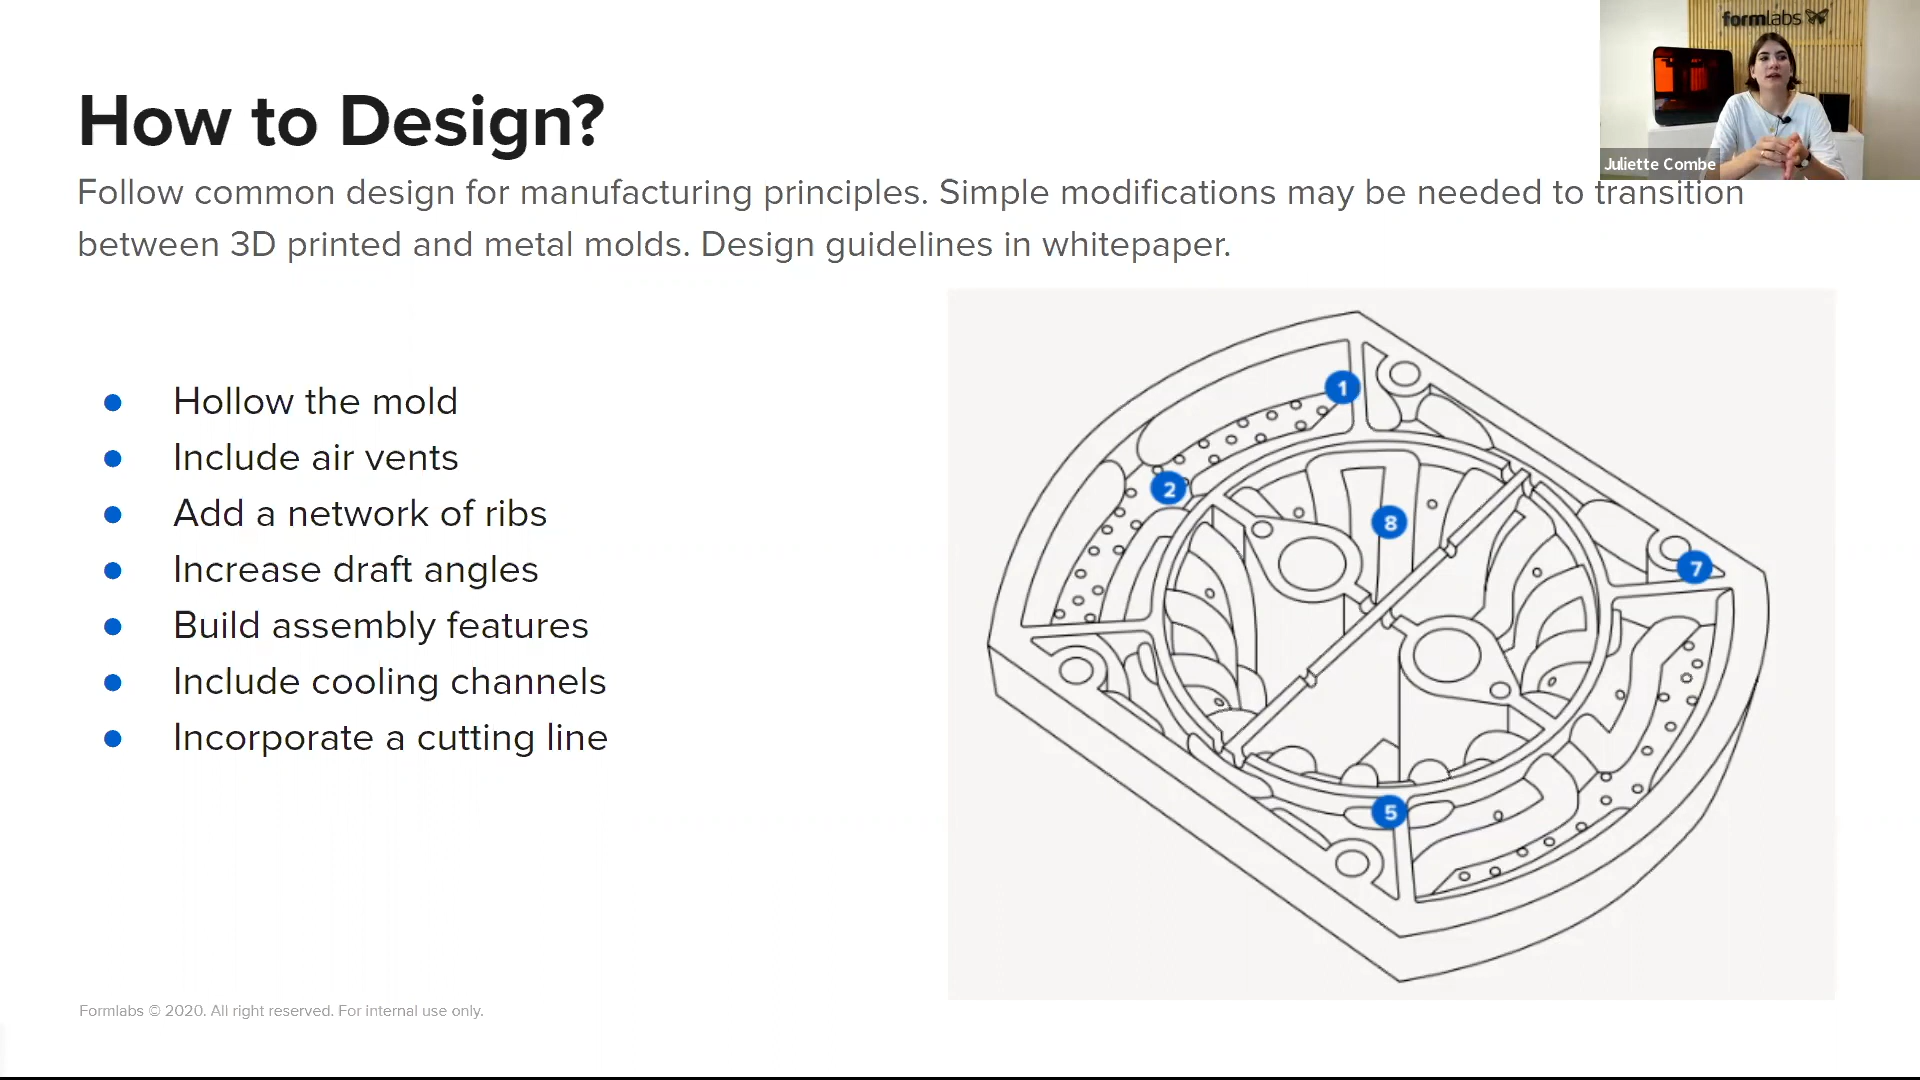 formlabs
Juliette Combe
How to Design?
Follow common design for manufacturing principles. Simple modifications may be needed to transition
between 3D printed and metal molds. Design guidelines in whitepaper.
Hollow the mold
Include air vents
Add a network of ribs
Increase draft angles
Build assembly features
Include cooling channels
Incorporate a cutting line
1
2
8
7
5
Formlabs © 2020. All right reserved. For internal use only.